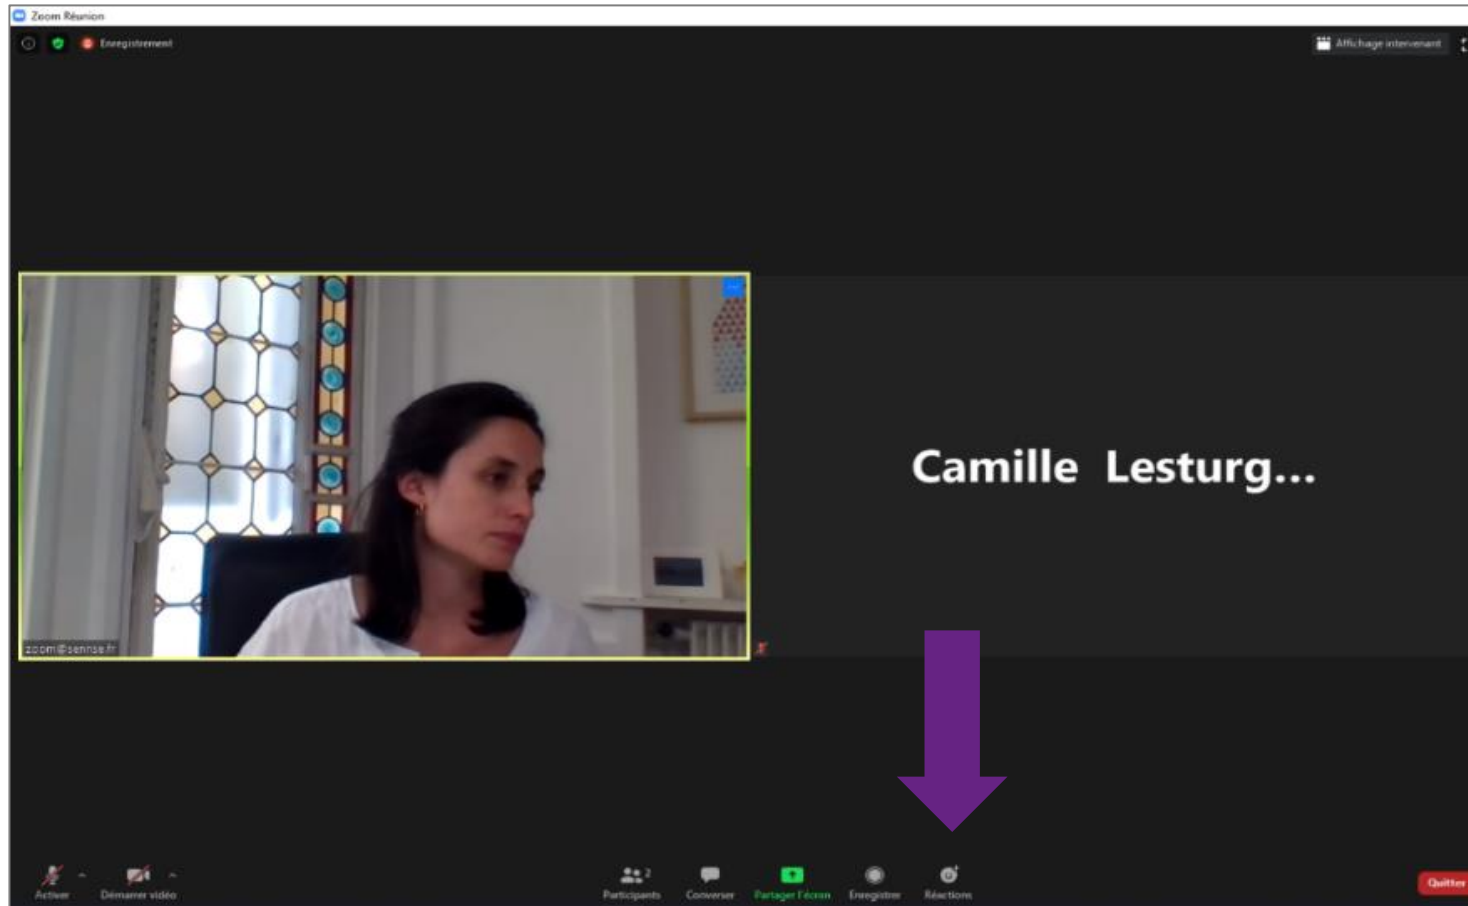 Zoom Réunion
Enregistrement
Affichage intervenant
Camille Lesturg...
zoom@sennse.fr
Activer
Démarrer vidéo
2
Participants
Converser
Partager l'écran
Enregistrer
Réactions
Quitter